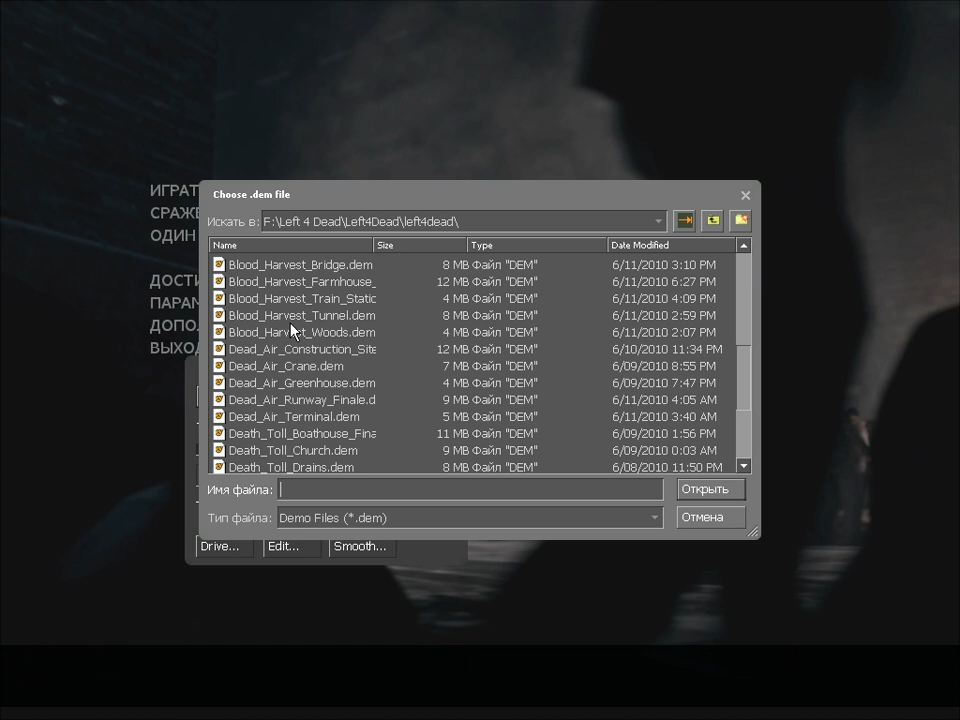 ИГРАТ
СРАЖЕ
ОДИН
ДОСТИ
ПАРАМ
ДОПОЛ
ВЫХО
Choose .dem file
Искать в: F:\Left 4 Dead\Left4Dead\left4dead\
Name Size Type Date Modified
Blood_Harvest_Bridge.dem 8 MB Файл "DEM" 6/11/2010 3:10 PM
Blood_Harvest_Farmhouse_ 12 MB Файл "DEM" 6/11/2010 6:27 PM
Blood_Harvest_Train_Static 4 MB Файл "DEM" 6/11/2010 4:09 PM
Blood_Harvest_Tunnel.dem 8 MB Файл "DEM" 6/11/2010 2:59 PM
Blood_Harvest_Woods.dem 4 MB Файл "DEM" 6/11/2010 2:07 PM
Dead_Air_Construction_Site 12 MB Файл "DEM" 6/10/2010 11:34 PM
Dead_Air_Crane.dem 7 MB Файл "DEM" 6/09/2010 8:55 PM
Dead_Air_Greenhouse.dem 4 MB Файл "DEM" 6/09/2010 7:47 PM
Dead_Air_Runway_Finale.d 9 MB Файл "DEM" 6/11/2010 4:05 AM
Dead_Air_Terminal.dem 5 MB Файл "DEM" 6/11/2010 3:40 AM
Death_Toll_Boathouse_Fina 11 MB Файл "DEM" 6/09/2010 1:56 PM
Death_Toll_Church.dem 9 MB Файл "DEM" 6/09/2010 0:03 AM
Death_Toll_Drains.dem 8 MB Файл "DEM" 6/08/2010 11:50 PM
Имя файла: Открыть
Тип файла: Demo Files (*.dem) Отмена
Drive... Edit... Smooth...